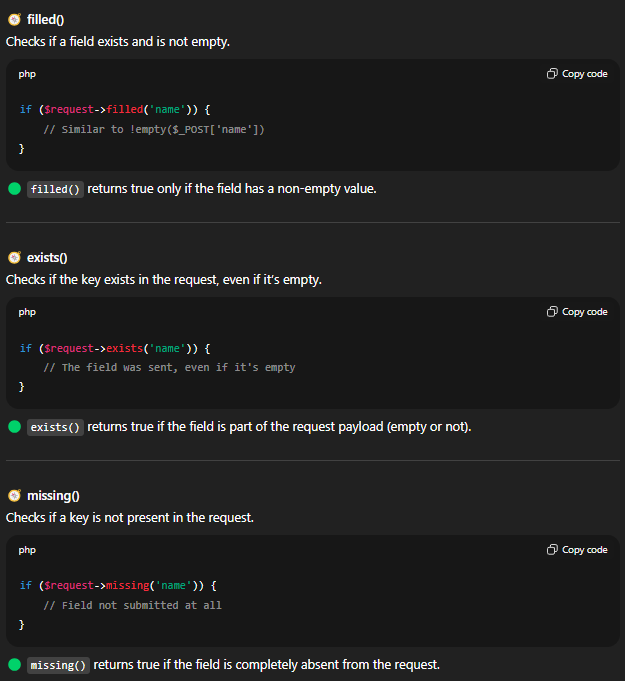 filled()
Checks if a field exists and is not empty.
php
Copy code
if ($request->filled('name')) {
    // Similar to !empty($_POST['name'])
}
filled() returns true only if the field has a non-empty value.
exists()
Checks if the key exists in the request, even if it's empty.
php
Copy code
if ($request->exists('name')) {
    // The field was sent, even if it's empty
}
exists() returns true if the field is part of the request payload (empty or not).
missing()
Checks if a key is not present in the request.
php
Copy code
if ($request->missing('name')) {
    // Field not submitted at all
}
missing() returns true if the field is completely absent from the request.